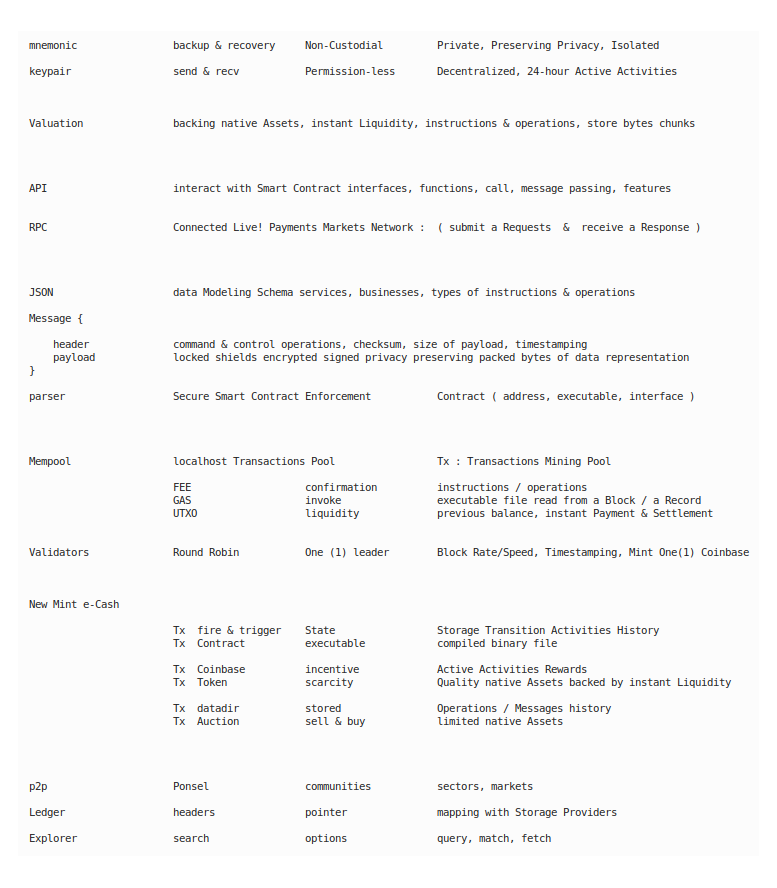 mnemonic backup & recovery Non-Custodial Private, Preserving Privacy, Isolated
keypair send & recv Permission-less Decentralized, 24-hour Active Activities
Valuation backing native Assets, instant Liquidity, instructions & operations, store bytes chunks
API interact with Smart Contract interfaces, functions, call, message passing, features
RPC Connected Live! Payments Markets Network : ( submit a Requests & receive a Response )
JSON data Modeling Schema services, businesses, types of instructions & operations
Message {
header command & control operations, checksum, size of payload, timestamping
payload locked shields encrypted signed privacy preserving packed bytes of data representation
}
parser Secure Smart Contract Enforcement Contract ( address, executable, interface )
Mempool localhost Transactions Pool Tx : Transactions Mining Pool
FEE confirmation instructions / operations
GAS invoke executable file read from a Block / a Record
UTXO liquidity previous balance, instant Payment & Settlement
Validators Round Robin One (1) leader Block Rate/Speed, Timestamping, Mint One(1) Coinbase
New Mint e-Cash
Tx fire & trigger State Storage Transition Activities History
Tx Contract executable compiled binary file
Tx Coinbase incentive Active Activities Rewards
Tx Token scarcity Quality native Assets backed by instant Liquidity
Tx datadir stored Operations / Messages history
Tx Auction sell & buy limited native Assets
p2p Ponsel communities sectors, markets
Ledger headers pointer mapping with Storage Providers
Explorer search options query, match, fetch